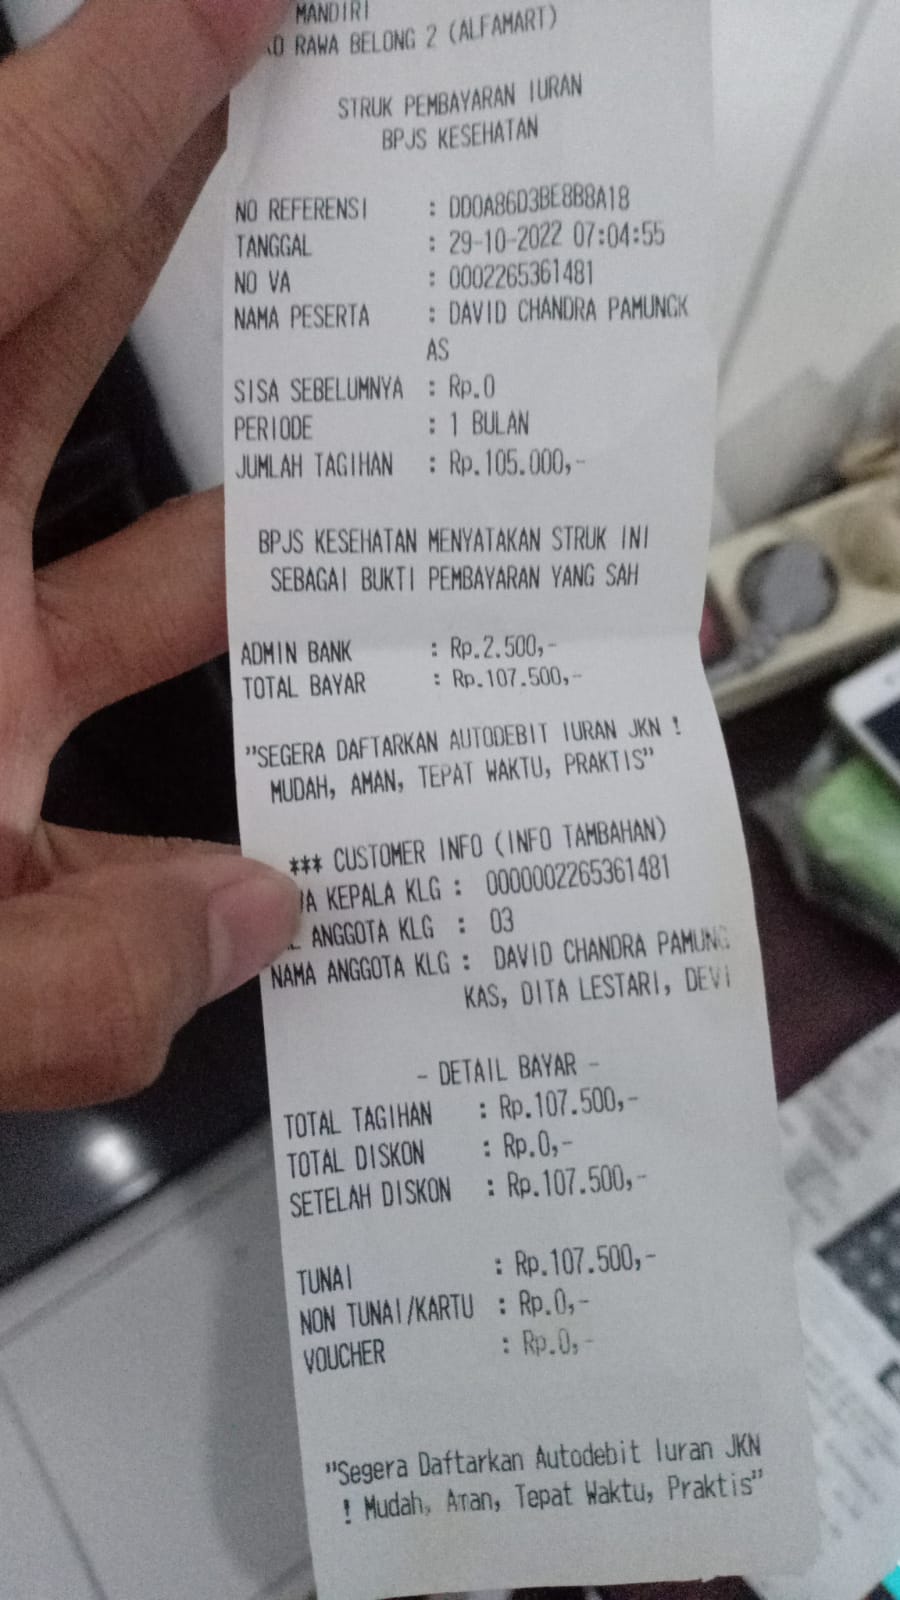 MANDIRI
RAWA BELONG 2 (ALFAMART)
STRUK PEMBAYARAN IURAN
BPJS KESEHATAN
NO REFERENSI : DD0A86D3BE8B8A18
TANGGAL : 29-10-2022 07:04:55
NO VA : 0002265361481
NAMA PESERTA : DAVID CHANDRA PAMUNGK
AS
SISA SEBELUMNYA : Rp.0
PERIODE : 1 BULAN
JUMLAH TAGIHAN : Rp.105.000,-
BPJS KESEHATAN MENYATAKAN STRUK INI
SEBAGAI BUKTI PEMBAYARAN YANG SAH
ADMIN BANK : Rp.2.500,-
TOTAL BAYAR : Rp.107.500,-
"SEGERA DAFTARKAN AUTODEBIT IURAN JKN !
MUDAH, AMAN, TEPAT WAKTU, PRAKTIS"
*** CUSTOMER INFO (INFO TAMBAHAN)
KEPALA KLG : 0000002265361481
ANGGOTA KLG : 03
NAMA ANGGOTA KLG : DAVID CHANDRA PAMUNG
KAS, DITA LESTARI, DEVI
- DETAIL BAYAR -
TOTAL TAGIHAN : Rp.107.500,-
TOTAL DISKON : Rp.0,-
SETELAH DISKON : Rp.107.500,-
TUNAI : Rp.107.500,-
NON TUNAI/KARTU : Rp.0,-
VOUCHER : Rp.0,-
"Segera Daftarkan Autodebit Iuran JKN
! Mudah, Aman, Tepat Waktu, Praktis"